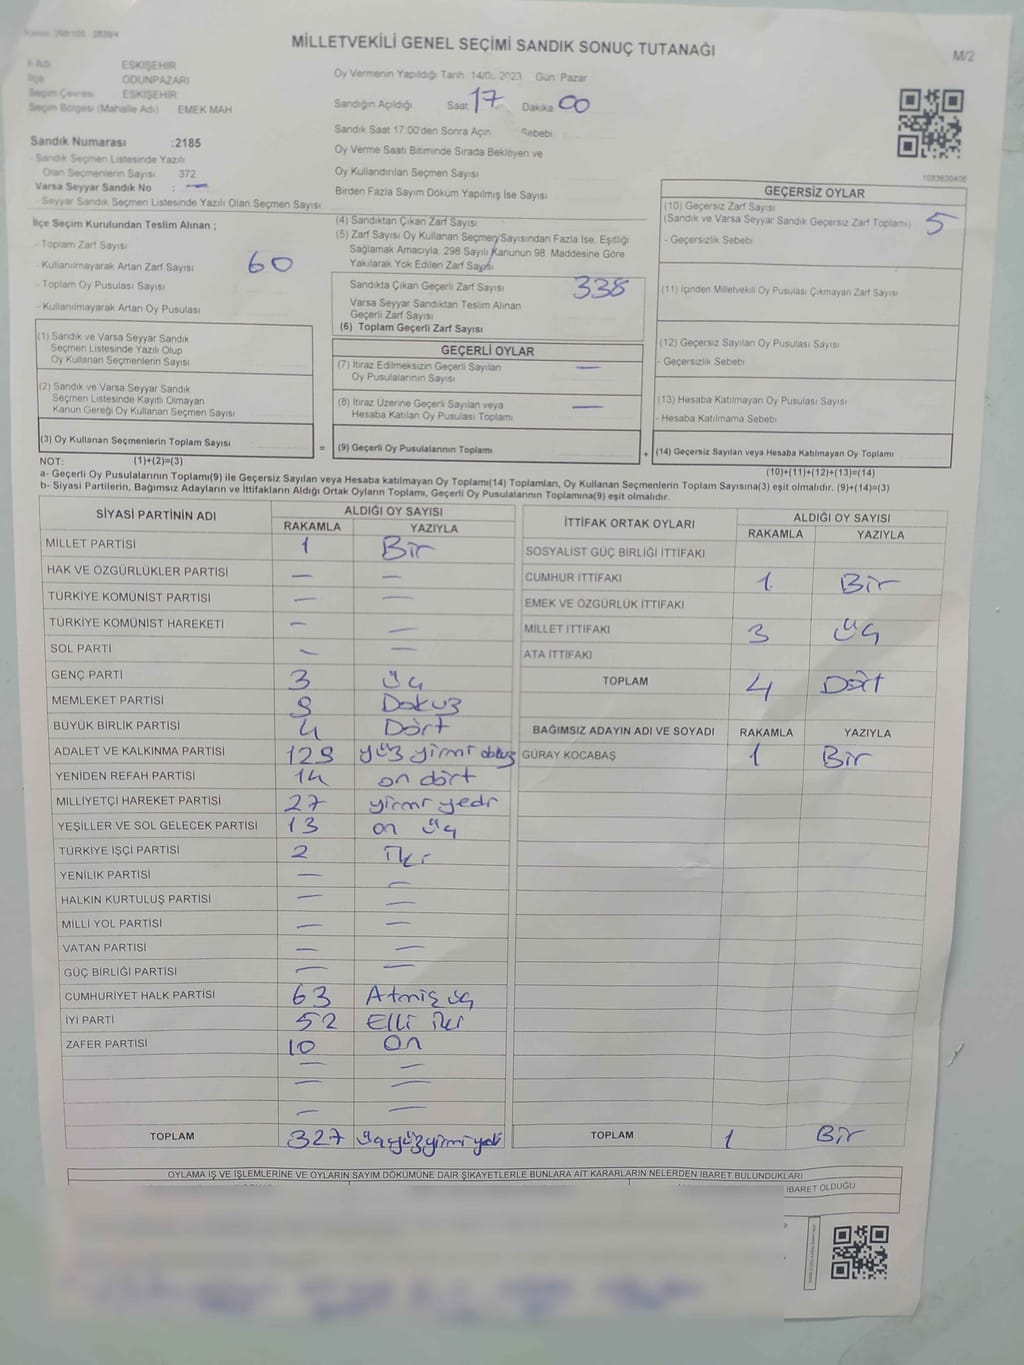 MİLLETVEKİLİ GENEL SEÇİMİ SANDIK SONUÇ TUTANAĞI
M/2
İl Adı ESKİŞEHİR
İlçe ODUNPAZARI
Seçim Çevresi ESKİŞEHİR
Seçim Bölgesi (Mahalle Adı) EMEK MAH
Sandık Numarası :2185
- Sandık Seçmen Listesinde Yazılı
Olan Seçmenlerin Sayısı 372
Varsa Seyyar Sandık No : —
- Seyyar Sandık Seçmen Listesinde Yazılı Olan Seçmen Sayısı
Oy Vermenin Yapıldığı Tarih 2023 Gün: Pazar
Sandığın Açıldığı Saat 17 Dakika 00
Sandık Saat 17.00'den Sonra Açın Sebebi
Oy Verme Saati Bitiminde Sırada Bekleyen ve
Oy Kullandırılan Seçmen Sayısı
Birden Fazla Sayım Döküm Yapılmış İse Sayısı
1083630406
İlçe Seçim Kurulundan Teslim Alınan ;
- Toplam Zarf Sayısı
- Kullanılmayarak Artan Zarf Sayısı 60
- Toplam Oy Pusulası Sayısı
- Kullanılmayarak Artan Oy Pusulası
(4) Sandıktan Çıkan Zarf Sayısı
(5) Zarf Sayısı Oy Kullanan Seçmen Sayısından Fazla İse, Eşitliği
Sağlamak Amacıyla, 298 Sayılı Kanunun 98. Maddesine Göre
Yakılarak Yok Edilen Zarf Sayısı
Sandıkta Çıkan Geçerli Zarf Sayısı 338
Varsa Seyyar Sandıktan Teslim Alınan
Geçerli Zarf Sayısı
(6) Toplam Geçerli Zarf Sayısı
GEÇERSİZ OYLAR
(10) Geçersiz Zarf Sayısı
(Sandık ve Varsa Seyyar Sandık Geçersiz Zarf Toplamı) 5
- Geçersizlik Sebebi
(11) İçinden Milletvekili Oy Pusulası Çıkmayan Zarf Sayısı
(12) Geçersiz Sayılan Oy Pusulası Sayısı
- Geçersizlik Sebebi
(13) Hesaba Katılmayan Oy Pusulası Sayısı
- Hesaba Katılmama Sebebi
(1) Sandık ve Varsa Seyyar Sandık
Seçmen Listesinde Yazılı Olup
Oy Kullanan Seçmenlerin Sayısı
(2) Sandık ve Varsa Seyyar Sandık
Seçmen Listesinde Kayıtlı Olmayan
Kanun Gereği Oy Kullanan Seçmen Sayısı
GEÇERLİ OYLAR
(7) İtiraz Edilmeksizin Geçerli Sayılan
Oy Pusulalarının Sayısı —
(8) İtiraz Üzerine Geçerli Sayılan veya
Hesaba Katılan Oy Pusulası Toplamı —
(3) Oy Kullanan Seçmenlerin Toplam Sayısı = (9) Geçerli Oy Pusulalarının Toplamı + (14) Geçersiz Sayılan veya Hesaba Katılmayan Oy Toplamı
NOT: (1)+(2)=(3) (10)+(11)+(12)+(13)=(14)
a- Geçerli Oy Pusulalarının Toplamı(9) ile Geçersiz Sayılan veya Hesaba katılmayan Oy Toplamı(14) Toplamları, Oy Kullanan Seçmenlerin Toplam Sayısına(3) eşit olmalıdır. (9)+(14)=(3)
b- Siyasi Partilerin, Bağımsız Adayların ve İttifakların Aldığı Ortak Oyların Toplamı, Geçerli Oy Pusulalarının Toplamına(9) eşit olmalıdır.
SİYASİ PARTİNİN ADI ALDIĞI OY SAYISI
RAKAMLA YAZIYLA
MİLLET PARTİSİ 1 Bir
HAK VE ÖZGÜRLÜKLER PARTİSİ — —
TÜRKİYE KOMÜNİST PARTİSİ — —
TÜRKİYE KOMÜNİST HAREKETİ — —
SOL PARTİ — —
GENÇ PARTİ 3 üç
MEMLEKET PARTİSİ 9 Dokuz
BÜYÜK BİRLİK PARTİSİ 4 Dört
ADALET VE KALKINMA PARTİSİ 129 yüz yirmi dokuz
YENİDEN REFAH PARTİSİ 14 on dört
MİLLİYETÇİ HAREKET PARTİSİ 27 yirmi yedi
YEŞİLLER VE SOL GELECEK PARTİSİ 13 on üç
TÜRKİYE İŞÇİ PARTİSİ 2 İki
YENİLİK PARTİSİ — —
HALKIN KURTULUŞ PARTİSİ — —
MİLLİ YOL PARTİSİ — —
VATAN PARTİSİ — —
GÜÇ BİRLİĞİ PARTİSİ — —
CUMHURİYET HALK PARTİSİ 63 Atmış üç
İYİ PARTİ 52 Elli iki
ZAFER PARTİSİ 10 On
— —
— —
— —
TOPLAM 327 üçyüzyirmiyedi
İTTİFAK ORTAK OYLARI ALDIĞI OY SAYISI
RAKAMLA YAZIYLA
SOSYALİST GÜÇ BİRLİĞİ İTTİFAKI
CUMHUR İTTİFAKI 1 Bir
EMEK VE ÖZGÜRLÜK İTTİFAKI
MİLLET İTTİFAKI 3 üç
ATA İTTİFAKI
TOPLAM 4 Dört
BAĞIMSIZ ADAYIN ADI VE SOYADI RAKAMLA YAZIYLA
GÜRAY KOCABAŞ 1 Bir
TOPLAM 1 Bir
OYLAMA İŞ VE İŞLEMLERİNE VE OYLARIN SAYIM DÖKÜMÜNE DAİR ŞİKAYETLERLE BUNLARA AİT KARARLARIN NELERDEN İBARET BULUNDUKLARI
İBARET OLDUĞU